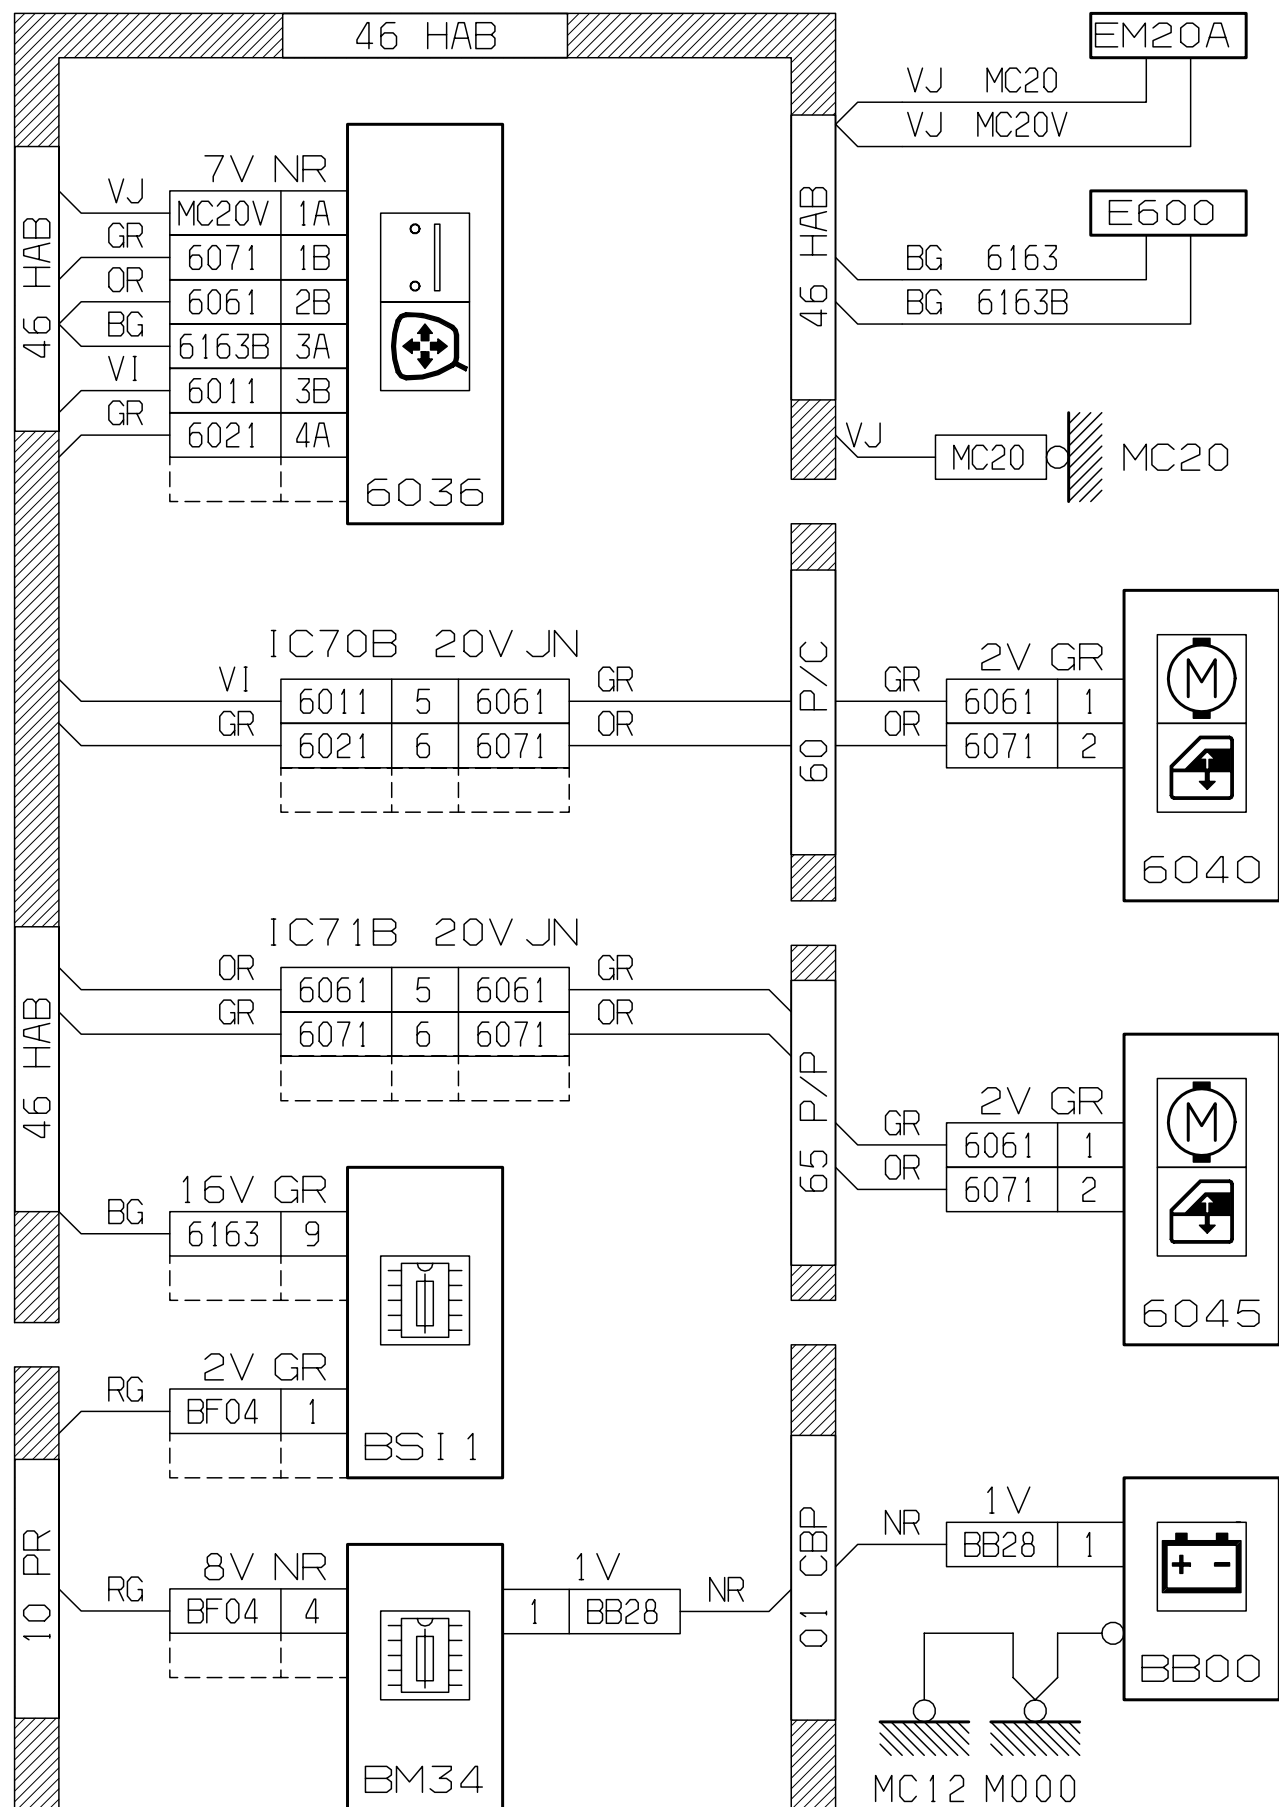 46 HAB
EM20A
VJ MC20
VJ MC20V
46 HAB
7V NR
VJ MC20V 1A
GR 6071 1B
OR 6061 2B
BG 6163B 3A
VI 6011 3B
GR 6021 4A
6036
46 HAB
E600
BG 6163
BG 6163B
VJ MC20 MC20
IC70B 20V JN
VI 6011 5 6061 GR
GR 6021 6 6071 OR
60 P/C
2V GR
GR 6061 1
OR 6071 2
6040
46 HAB
IC71B 20V JN
OR 6061 5 6061 GR
GR 6071 6 6071 OR
65 P/P
2V GR
GR 6061 1
OR 6071 2
6045
16V GR
BG 6163 9
2V GR
RG BF04 1
BSI1
10 PR
8V NR
RG BF04 4
BM34
1V
1 BB28 NR
01 CBP
1V
NR BB28 1
+ -
BB00
MC12 M000
M
M